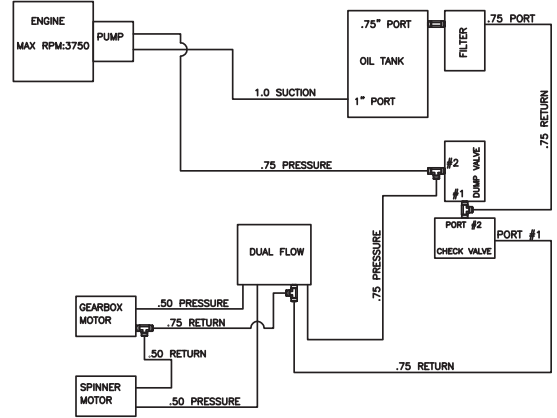 ENGINE
MAX RPM:3750
PUMP
.75" PORT
OIL TANK
1" PORT
FILTER
.75 PORT
.75 RETURN
1.0 SUCTION
.75 PRESSURE
#2
#1
DUMP VALVE
PORT #2
CHECK VALVE
PORT #1
DUAL FLOW
.75 PRESSURE
.50 PRESSURE
.75 RETURN
GEARBOX
MOTOR
.50 RETURN
.75 RETURN
SPINNER
MOTOR
.50 PRESSURE